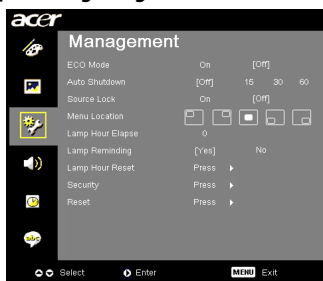 acer
Management
ECO Mode On [Off]
Auto Shutdown [Off] 15 30 60
Source Lock On [Off]
Menu Location
Lamp Hour Elapse 0
Lamp Reminding [Yes] No
Lamp Hour Reset Press
Security Press
Reset Press
abc
Select Enter MENU Exit